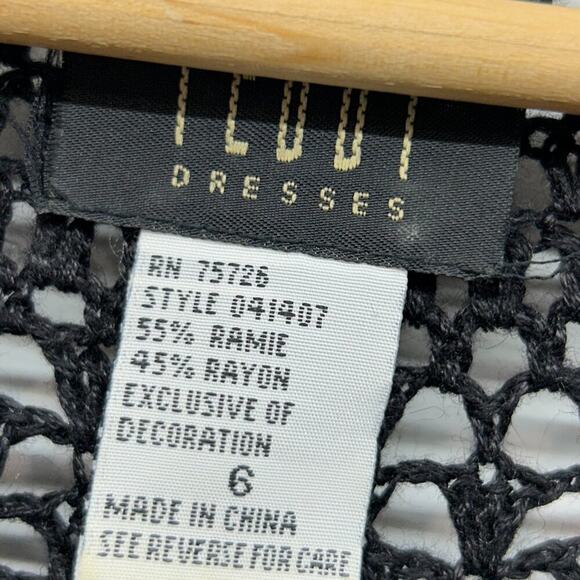 DRESSES
RN 75726
STYLE 041407
55% RAMIE
45% RAYON
EXCLUSIVE OF
DECORATION
6
MADE IN CHINA
SEE REVERSE FOR CARE